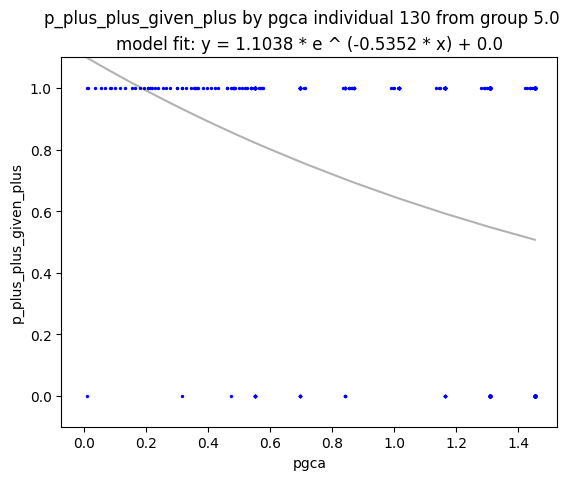 p_plus_plus_given_plus by pgca individual 130 from group 5.0
model fit: y = 1.1038 * e ^ (-0.5352 * x) + 0.0
1.0
0.8
0.6
0.4
0.2
0.0
p_plus_plus_given_plus
0.0 0.2 0.4 0.6 0.8 1.0 1.2 1.4
pgca